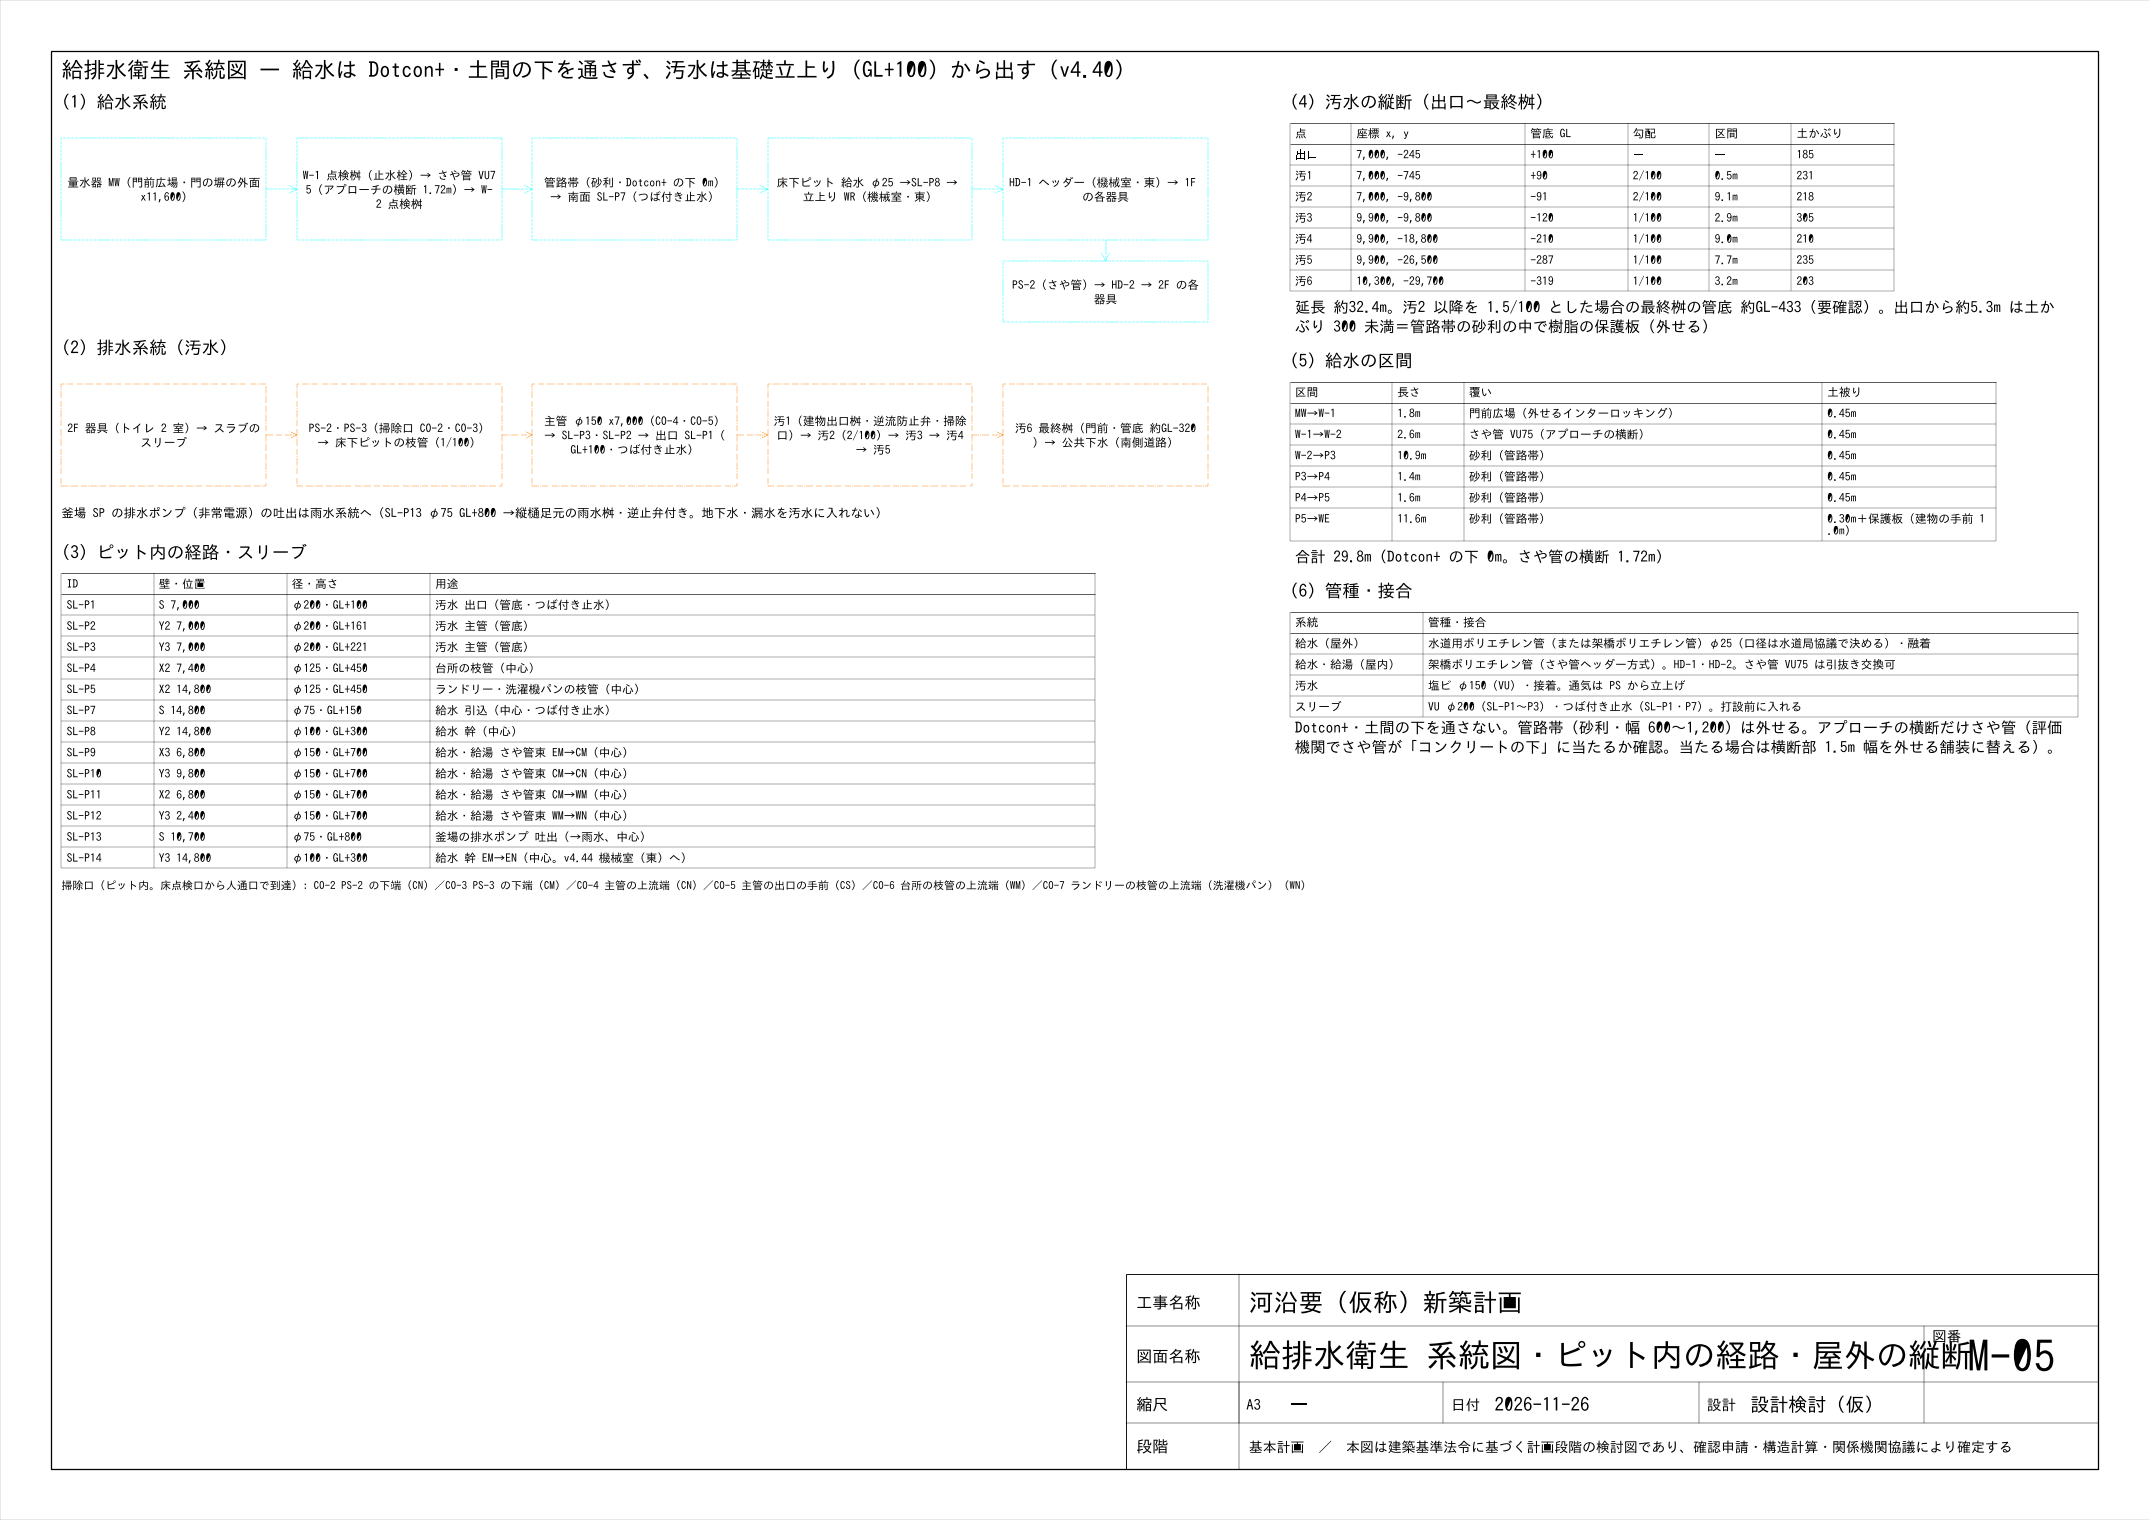 給排水衛生 系統図 — 給水は Dotcon+・土間の下を通さず、汚水は基礎立上り（GL+100）から出す（v4.40）
（1）給水系統
量水器 MW（門前広場・門の塀の外面
x11,600）
W-1 点検桝（止水栓）→ さや管 VU7
5（アプローチの横断 1.72m）→ W-
2 点検桝
管路帯（砂利・Dotcon+ の下 0m）
→ 南面 SL-P7（つば付き止水）
床下ピット 給水 φ25 →SL-P8 →
立上り WR（機械室・東）
HD-1 ヘッダー（機械室・東）→ 1F
の各器具
PS-2（さや管）→ HD-2 → 2F の各
器具
（2）排水系統（汚水）
2F 器具（トイレ 2 室）→ スラブの
スリーブ
PS-2・PS-3（掃除口 CO-2・CO-3）
→ 床下ピットの枝管（1/100）
主管 φ150 x7,000（CO-4・CO-5）
→ SL-P3・SL-P2 → 出口 SL-P1（
GL+100・つば付き止水）
汚1（建物出口桝・逆流防止弁・掃除
口）→ 汚2（2/100）→ 汚3 → 汚4
→ 汚5
汚6 最終桝（門前・管底 約GL-320
）→ 公共下水（南側道路）
釜場 SP の排水ポンプ（非常電源）の吐出は雨水系統へ（SL-P13 φ75 GL+800 →縦樋足元の雨水桝・逆止弁付き。地下水・漏水を汚水に入れない）
（3）ピット内の経路・スリーブ
ID 壁・位置 径・高さ 用途
SL-P1 S 7,000 φ200・GL+100 汚水 出口（管底・つば付き止水）
SL-P2 Y2 7,000 φ200・GL+161 汚水 主管（管底）
SL-P3 Y3 7,000 φ200・GL+221 汚水 主管（管底）
SL-P4 X2 7,400 φ125・GL+450 台所の枝管（中心）
SL-P5 X2 14,800 φ125・GL+450 ランドリー・洗濯機パンの枝管（中心）
SL-P7 S 14,800 φ75・GL+150 給水 引込（中心・つば付き止水）
SL-P8 Y2 14,800 φ100・GL+300 給水 幹（中心）
SL-P9 X3 6,800 φ150・GL+700 給水・給湯 さや管束 EM→CM（中心）
SL-P10 Y3 9,800 φ150・GL+700 給水・給湯 さや管束 CM→CN（中心）
SL-P11 X2 6,800 φ150・GL+700 給水・給湯 さや管束 CM→WM（中心）
SL-P12 Y3 2,400 φ150・GL+700 給水・給湯 さや管束 WM→WN（中心）
SL-P13 S 10,700 φ75・GL+800 釜場の排水ポンプ 吐出（→雨水、中心）
SL-P14 Y3 14,800 φ100・GL+300 給水 幹 EM→EN（中心。v4.44 機械室（東）へ）
掃除口（ピット内。床点検口から人通口で到達）: CO-2 PS-2 の下端（CN）／CO-3 PS-3 の下端（CM）／CO-4 主管の上流端（CN）／CO-5 主管の出口の手前（CS）／CO-6 台所の枝管の上流端（WM）／CO-7 ランドリーの枝管の上流端（洗濯機パン）（WN）
（4）汚水の縦断（出口～最終桝）
点 座標 x, y 管底 GL 勾配 区間 土かぶり
出口 7,000, -245 +100 — — 185
汚1 7,000, -745 +90 2/100 0.5m 231
汚2 7,000, -9,800 -91 2/100 9.1m 218
汚3 9,900, -9,800 -120 1/100 2.9m 305
汚4 9,900, -18,800 -210 1/100 9.0m 210
汚5 9,900, -26,500 -287 1/100 7.7m 235
汚6 10,300, -29,700 -319 1/100 3.2m 203
延長 約32.4m。汚2 以降を 1.5/100 とした場合の最終桝の管底 約GL-433（要確認）。出口から約5.3m は土か
ぶり 300 未満＝管路帯の砂利の中で樹脂の保護板（外せる）
（5）給水の区間
区間 長さ 覆い 土被り
MW→W-1 1.8m 門前広場（外せるインターロッキング） 0.45m
W-1→W-2 2.6m さや管 VU75（アプローチの横断） 0.45m
W-2→P3 10.9m 砂利（管路帯） 0.45m
P3→P4 1.4m 砂利（管路帯） 0.45m
P4→P5 1.6m 砂利（管路帯） 0.45m
P5→WE 11.6m 砂利（管路帯） 0.30m＋保護板（建物の手前 1
.0m）
合計 29.8m（Dotcon+ の下 0m。さや管の横断 1.72m）
（6）管種・接合
系統 管種・接合
給水（屋外） 水道用ポリエチレン管（または架橋ポリエチレン管）φ25（口径は水道局協議で決める）・融着
給水・給湯（屋内） 架橋ポリエチレン管（さや管ヘッダー方式）。HD-1・HD-2。さや管 VU75 は引抜き交換可
汚水 塩ビ φ150（VU）・接着。通気は PS から立上げ
スリーブ VU φ200（SL-P1～P3）・つば付き止水（SL-P1・P7）。打設前に入れる
Dotcon+・土間の下を通さない。管路帯（砂利・幅 600～1,200）は外せる。アプローチの横断だけさや管（評価
機関でさや管が「コンクリートの下」に当たるか確認。当たる場合は横断部 1.5m 幅を外せる舗装に替える）。
工事名称 河沿要（仮称）新築計画
図面名称 給排水衛生 系統図・ピット内の経路・屋外の縦断 図番 M-05
縮尺 A3 — 日付 2026-11-26 設計 設計検討（仮）
段階 基本計画 ／ 本図は建築基準法令に基づく計画段階の検討図であり、確認申請・構造計算・関係機関協議により確定する